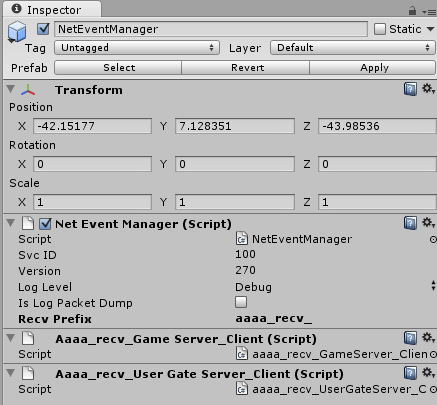 Inspector
NetEventManager Static
Tag Untagged Layer Default
Prefab Select Revert Apply
Transform
Position
X -42.15177 Y 7.128351 Z -43.98536
Rotation
X 0 Y 0 Z 0
Scale
X 1 Y 1 Z 1
Net Event Manager (Script)
Script NetEventManager
Svc ID 100
Version 270
Log Level Debug
Is Log Packet Dump
Recv Prefix aaaa_recv_
Aaaa_recv_Game Server_Client (Script)
Script aaaa_recv_GameServer_Clien
Aaaa_recv_User Gate Server_Client (Script)
Script aaaa_recv_UserGateServer_C